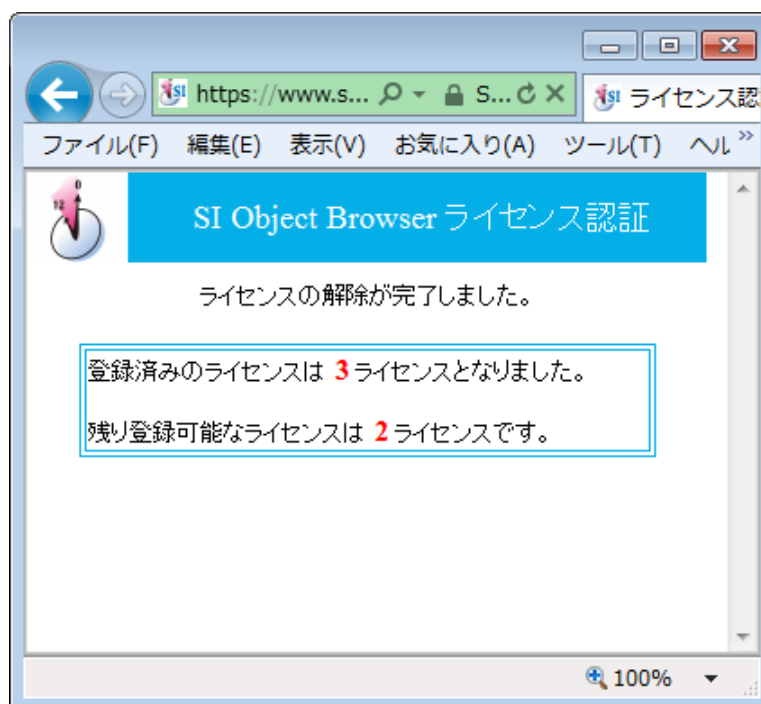 https://www.s... S...
SI ライセンス認
ファイル(F) 編集(E) 表示(V) お気に入り(A) ツール(T) ヘル »
0
12
SI Object Browser ライセンス認証
ライセンスの解除が完了しました。
登録済みのライセンスは 3 ライセンスとなりました。
残り登録可能なライセンスは 2 ライセンスです。
100%